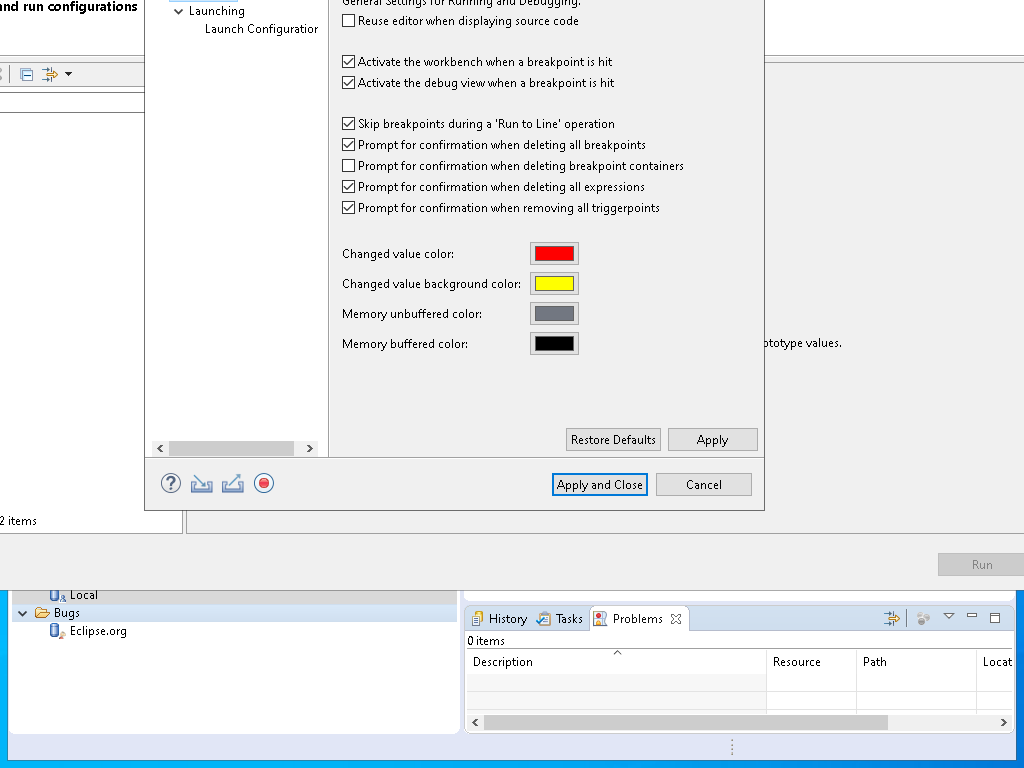 and run configurations
Launching
Launch Configuration
General Settings for Running and Debugging.
Reuse editor when displaying source code
Activate the workbench when a breakpoint is hit
Activate the debug view when a breakpoint is hit
Skip breakpoints during a 'Run to Line' operation
Prompt for confirmation when deleting all breakpoints
Prompt for confirmation when deleting breakpoint containers
Prompt for confirmation when deleting all expressions
Prompt for confirmation when removing all triggerpoints
Changed value color:
Changed value background color:
Memory unbuffered color:
Memory buffered color:
ototype values.
Restore Defaults
Apply
Apply and Close
Cancel
2 items
Run
Local
Bugs
Eclipse.org
History
Tasks
Problems
0 items
Description
Resource
Path
Locat